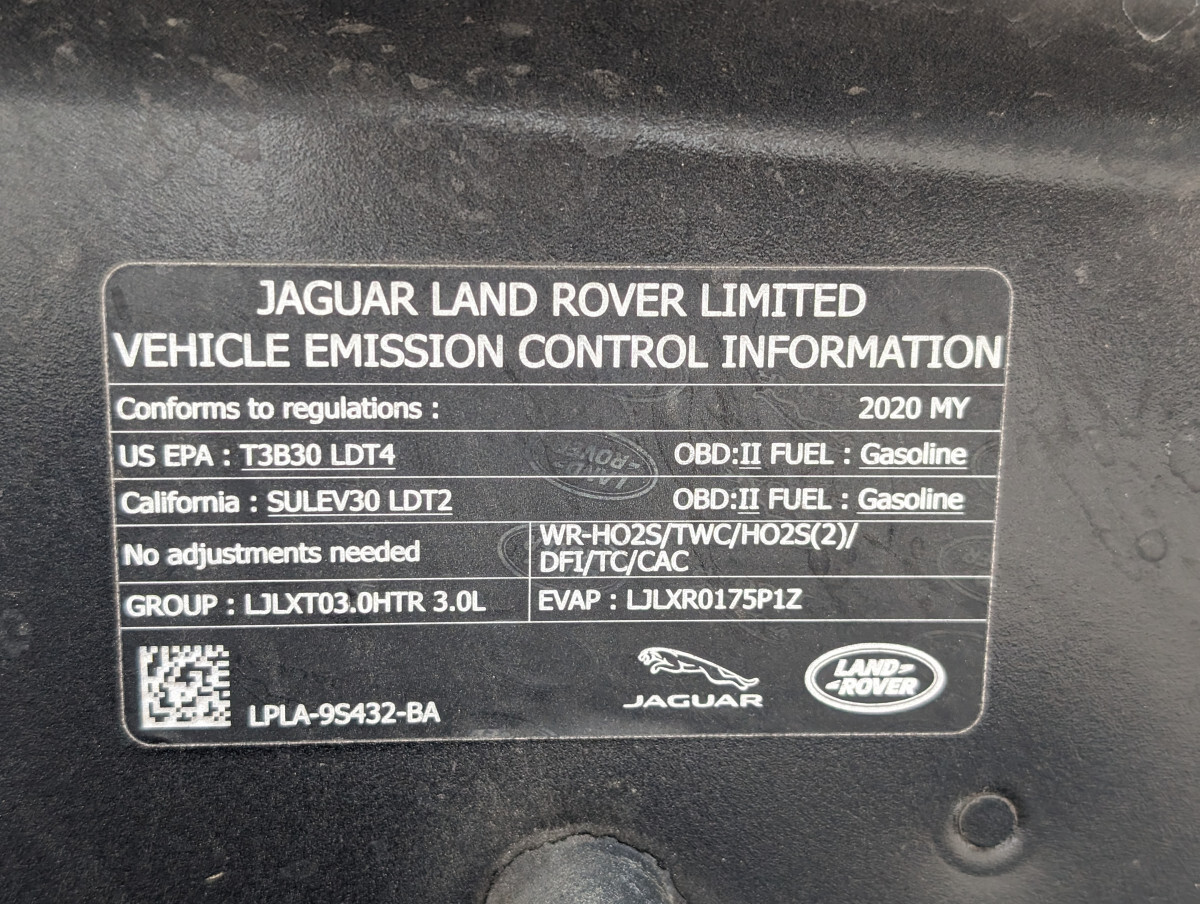 JAGUAR LAND ROVER LIMITED
VEHICLE EMISSION CONTROL INFORMATION
Conforms to regulations : 2020 MY
US EPA : T3B30 LDT4 OBD:II FUEL : Gasoline
California : SULEV30 LDT2 OBD:II FUEL : Gasoline
No adjustments needed
WR-HO2S/TWC/HO2S(2)/
DFI/TC/CAC
GROUP : LJLXT03.0HTR 3.0L
EVAP : LJLXR0175P1Z
LPLA-9S432-BA
JAGUAR
LAND-
-ROVER
LAND-
-ROVER